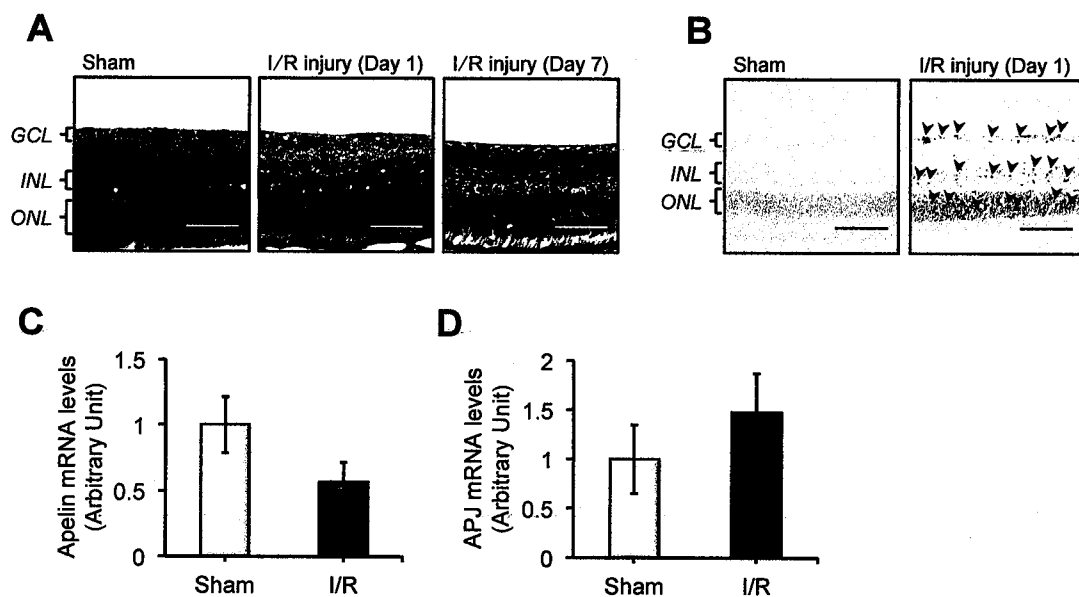 A
Sham
I/R injury (Day 1)
I/R injury (Day 7)
GCL
INL
ONL
B
Sham
I/R injury (Day 1)
GCL
INL
ONL
C
Apelin mRNA levels
(Arbitrary Unit)
1.5
1
0.5
0
Sham
I/R
D
APJ mRNA levels
(Arbitrary Unit)
2
1.5
1
0.5
0
Sham
I/R